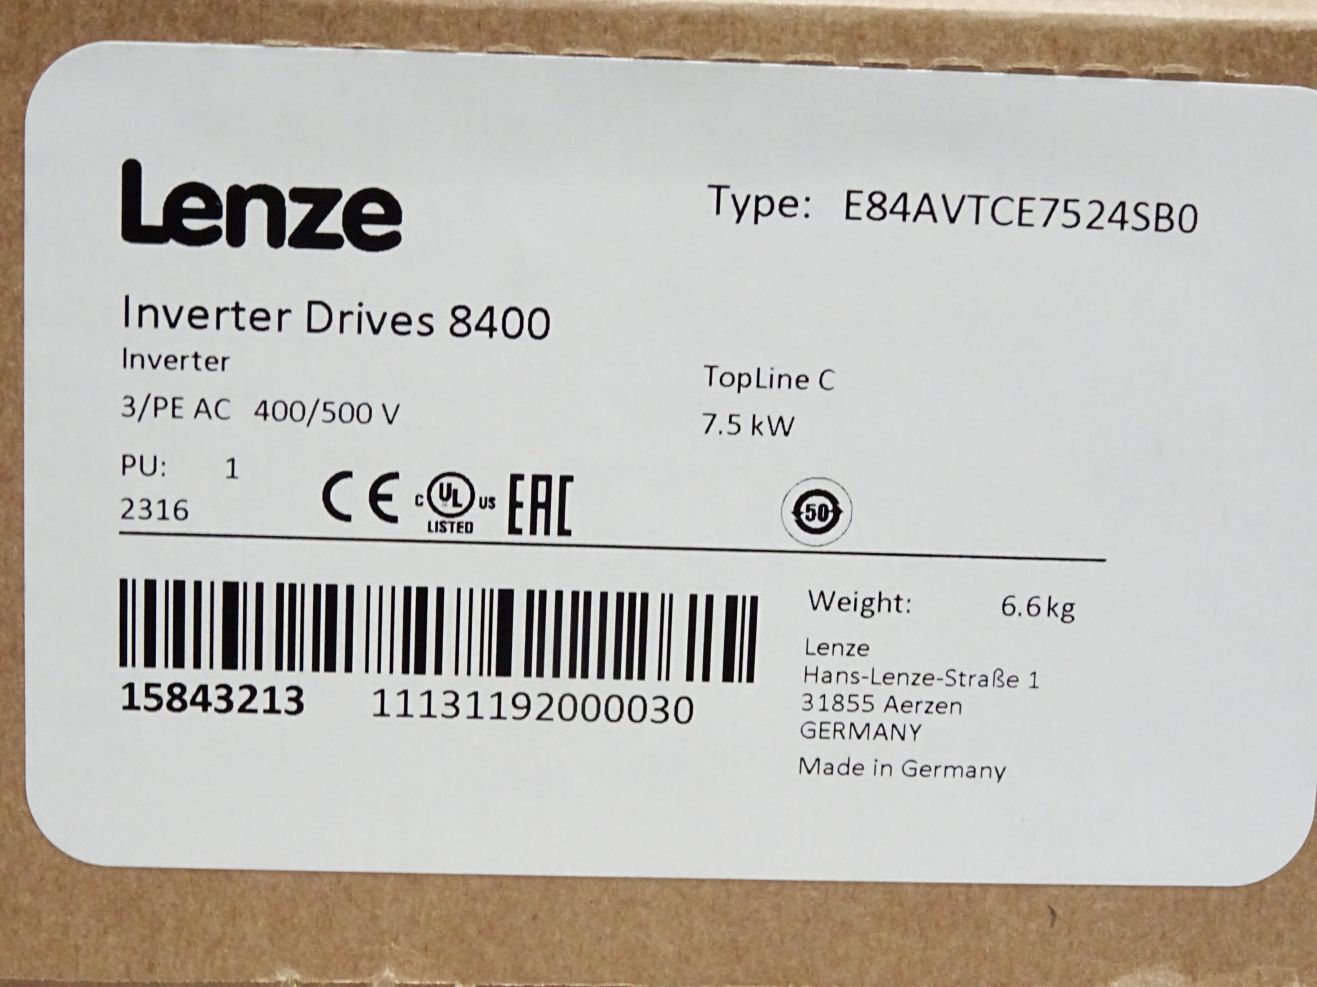 Lenze
Type: E84AVTCE7524SB0
Inverter Drives 8400
Inverter
TopLine C
3/PE AC 400/500 V
7.5 kW
PU: 1
2316
CE C UL US LISTED EAC
50
15843213 11131192000030
Weight: 6.6kg
Lenze
Hans-Lenze-Straße 1
31855 Aerzen
GERMANY
Made in Germany